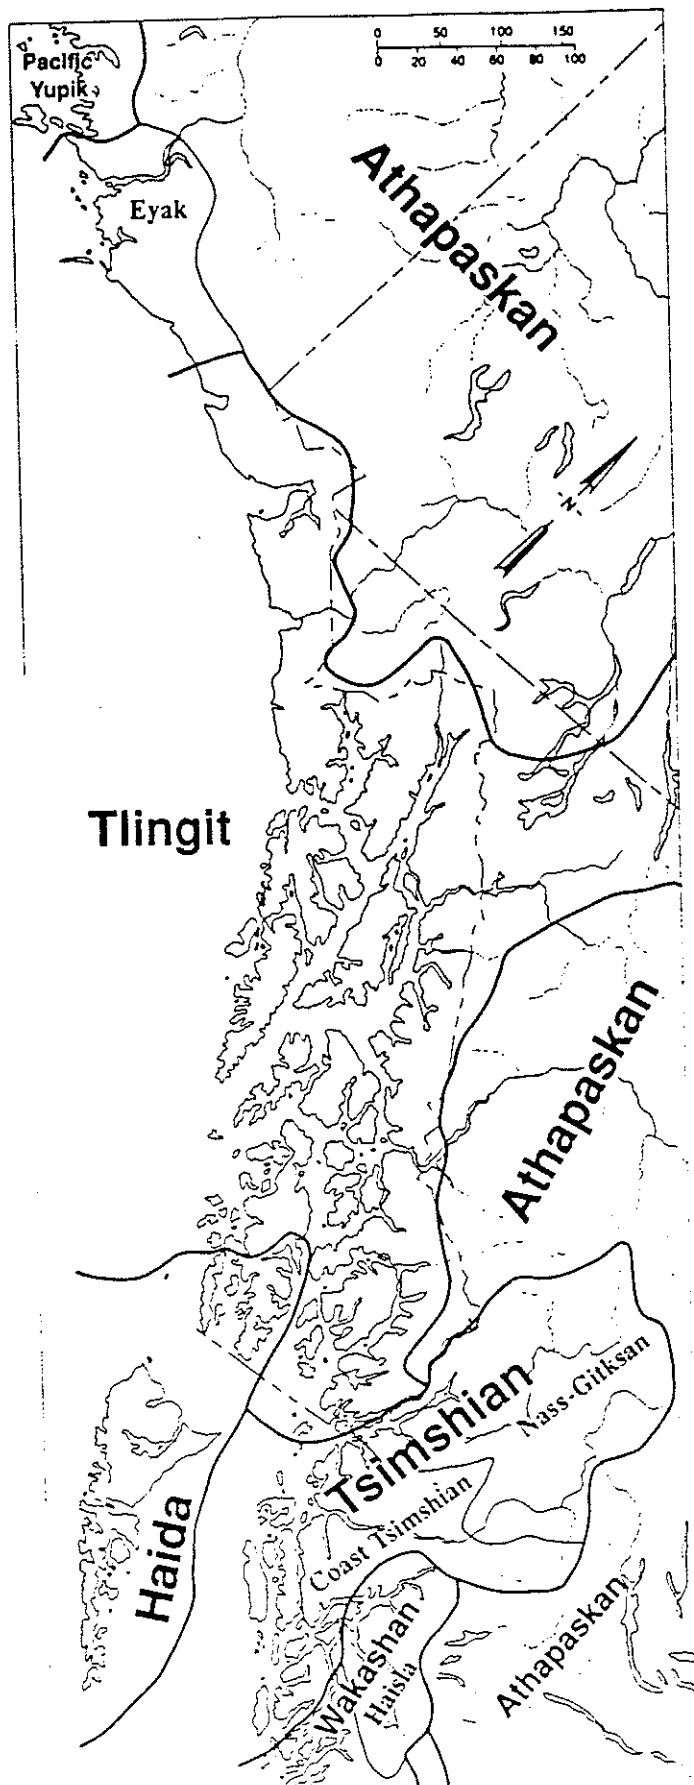 Pacific
Yupik
0 50 100 150
0 20 40 60 80 100
Athapaskan
Eyak
N
Tlingit
Athapaskan
Tsimshian
Nass-Gitksan
Coast Tsimshian
Haida
Wakashan
Haisla
Athapaskan